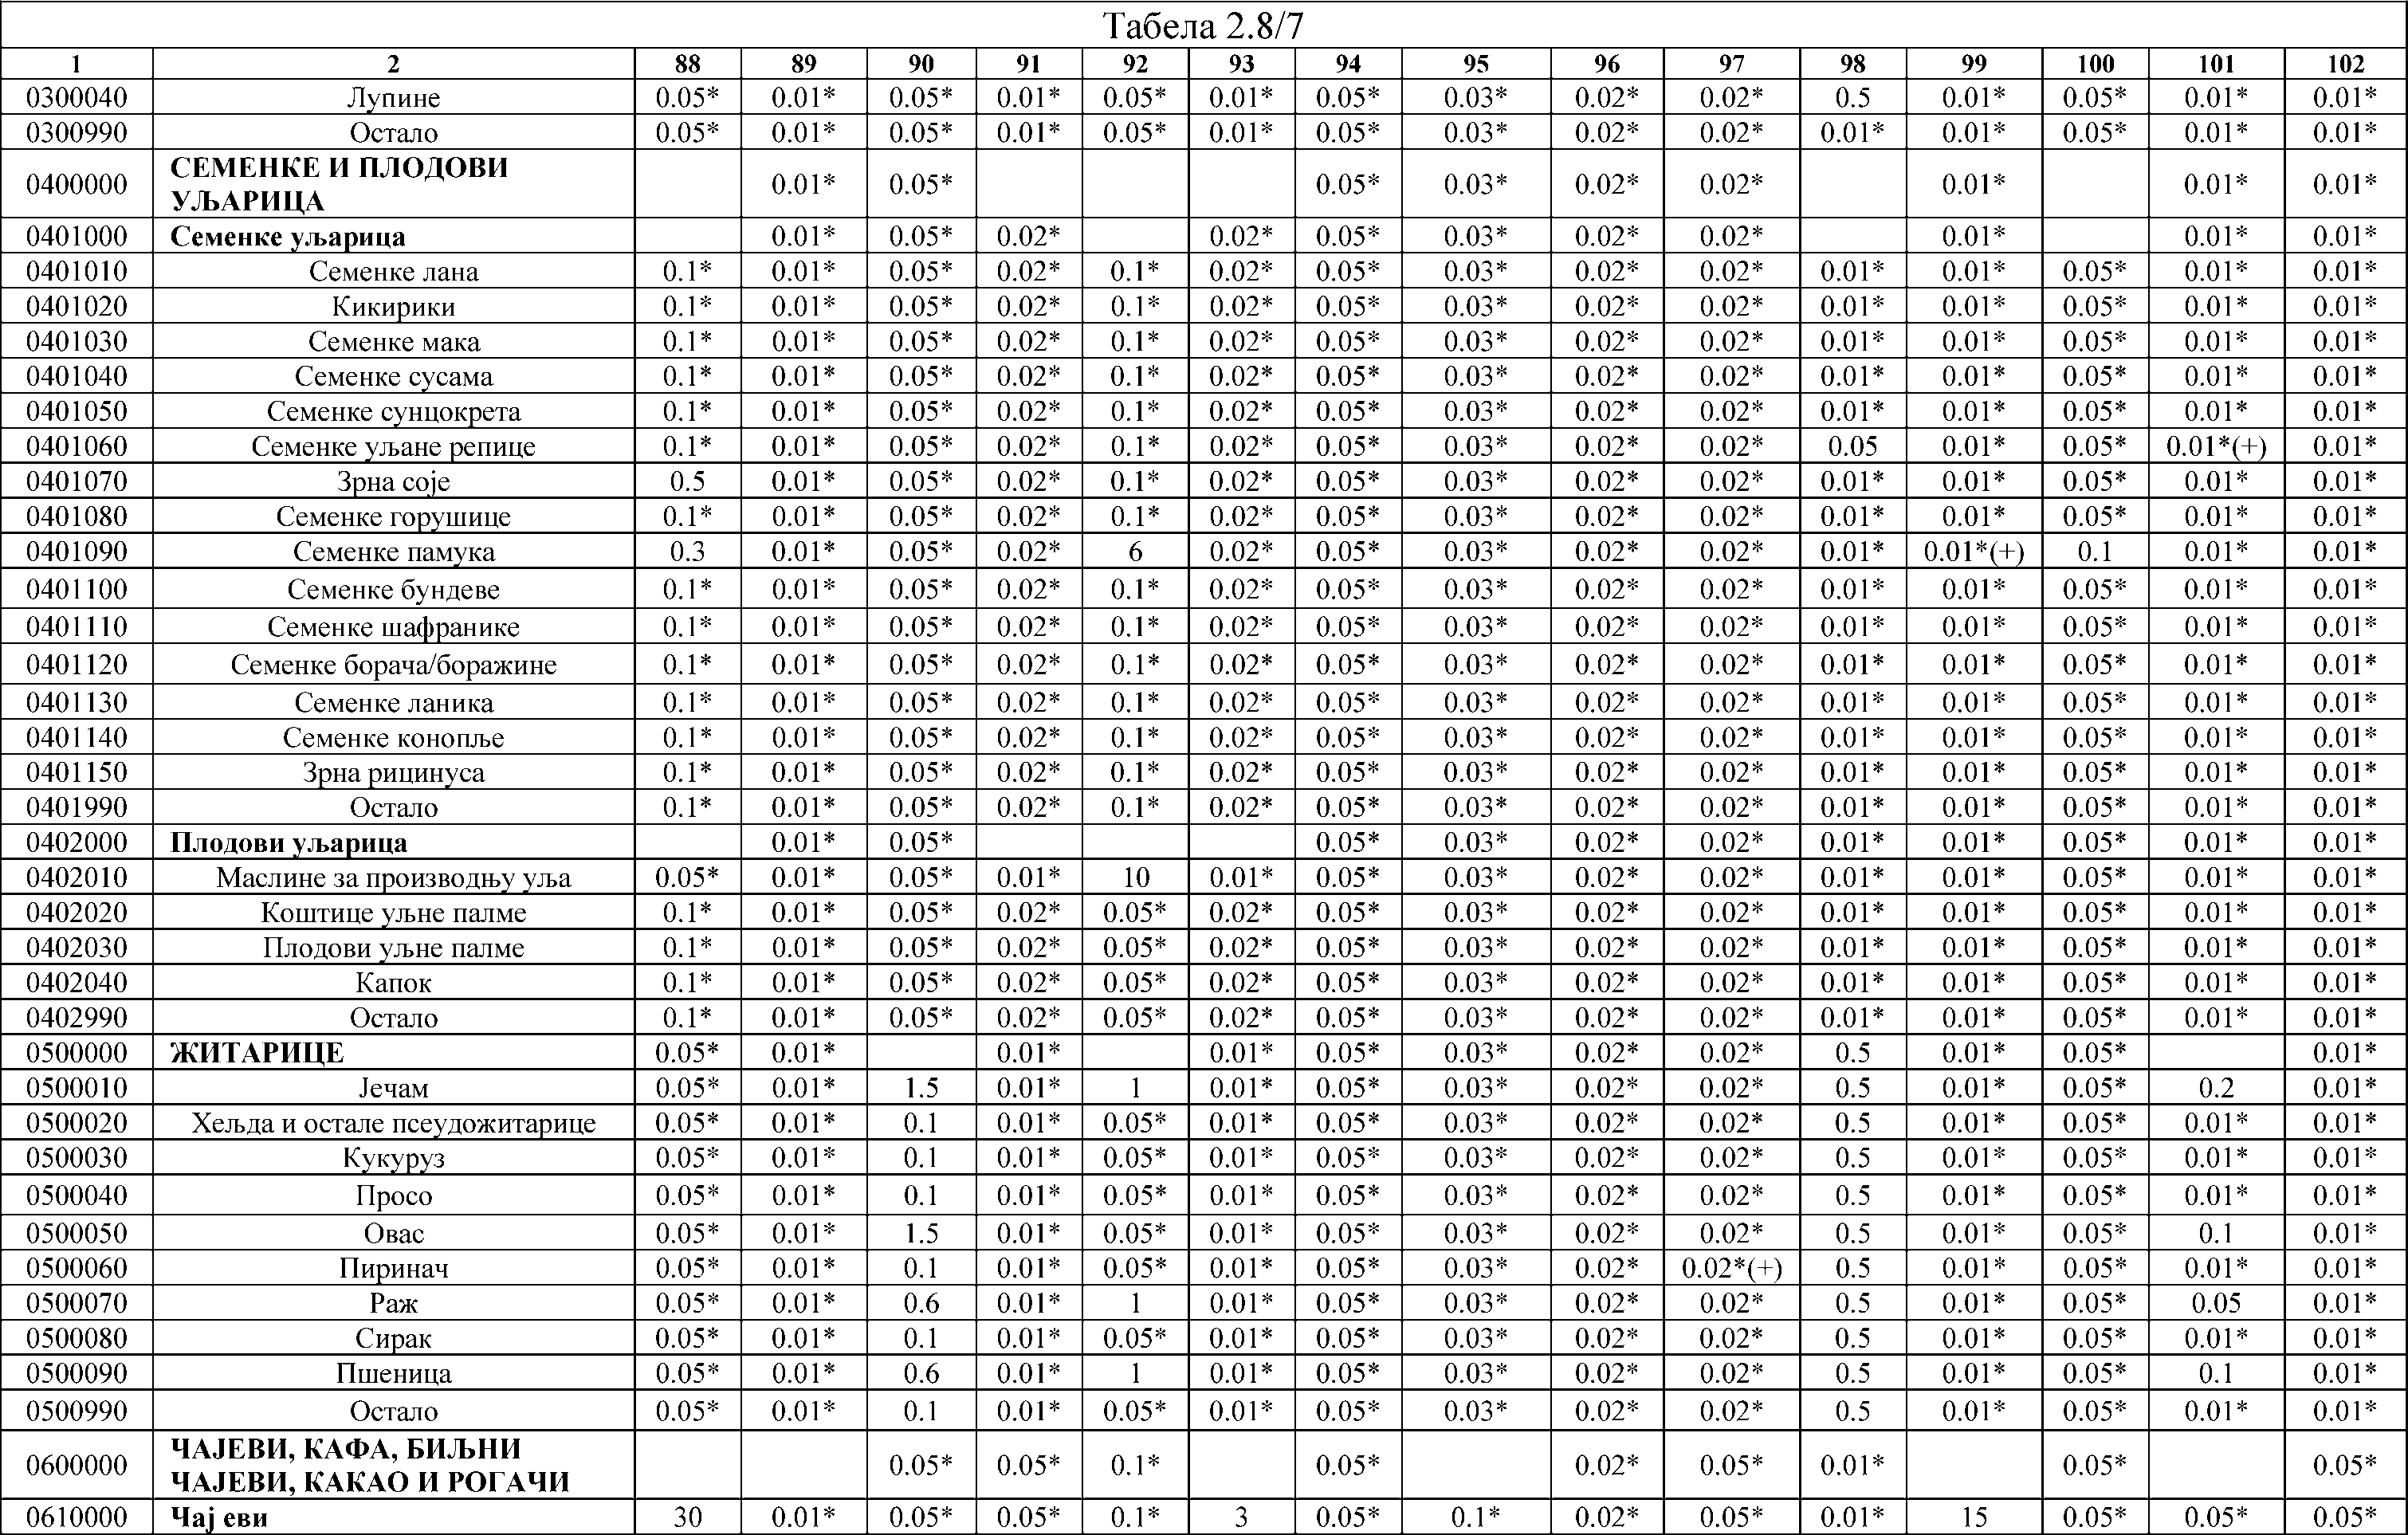 Табела 2.8/7
1 2 88 89 90 91 92 93 94 95 96 97 98 99 100 101 102
0300040 Лупине 0.05* 0.01* 0.05* 0.01* 0.05* 0.01* 0.05* 0.03* 0.02* 0.02* 0.5 0.01* 0.05* 0.01* 0.01*
0300990 Остало 0.05* 0.01* 0.05* 0.01* 0.05* 0.01* 0.05* 0.03* 0.02* 0.02* 0.01* 0.01* 0.05* 0.01* 0.01*
СЕМЕНКЕ И ПЛОДОВИ
0400000 УЉАРИЦА 0.01* 0.05* 0.05* 0.03* 0.02* 0.02* 0.01* 0.01* 0.01*
0401000 Семенке уљарица 0.01* 0.05* 0.02* 0.02* 0.05* 0.03* 0.02* 0.02* 0.01* 0.01* 0.01*
0401010 Семенке лана 0.1* 0.01* 0.05* 0.02* 0.1* 0.02* 0.05* 0.03* 0.02* 0.02* 0.01* 0.01* 0.05* 0.01* 0.01*
0401020 Кикирики 0.1* 0.01* 0.05* 0.02* 0.1* 0.02* 0.05* 0.03* 0.02* 0.02* 0.01* 0.01* 0.05* 0.01* 0.01*
0401030 Семенке мака 0.1* 0.01* 0.05* 0.02* 0.1* 0.02* 0.05* 0.03* 0.02* 0.02* 0.01* 0.01* 0.05* 0.01* 0.01*
0401040 Семенке сусама 0.1* 0.01* 0.05* 0.02* 0.1* 0.02* 0.05* 0.03* 0.02* 0.02* 0.01* 0.01* 0.05* 0.01* 0.01*
0401050 Семенке сунцокрета 0.1* 0.01* 0.05* 0.02* 0.1* 0.02* 0.05* 0.03* 0.02* 0.02* 0.01* 0.01* 0.05* 0.01* 0.01*
0401060 Семенке уљане репице 0.1* 0.01* 0.05* 0.02* 0.1* 0.02* 0.05* 0.03* 0.02* 0.02* 0.05 0.01* 0.05* 0.01*(+) 0.01*
0401070 Зрна соје 0.5 0.01* 0.05* 0.02* 0.1* 0.02* 0.05* 0.03* 0.02* 0.02* 0.01* 0.01* 0.05* 0.01* 0.01*
0401080 Семенке горушице 0.1* 0.01* 0.05* 0.02* 0.1* 0.02* 0.05* 0.03* 0.02* 0.02* 0.01* 0.01* 0.05* 0.01* 0.01*
0401090 Семенке памука 0.3 0.01* 0.05* 0.02* 6 0.02* 0.05* 0.03* 0.02* 0.02* 0.01* 0.01*(+) 0.1 0.01* 0.01*
0401100 Семенке бундеве 0.1* 0.01* 0.05* 0.02* 0.1* 0.02* 0.05* 0.03* 0.02* 0.02* 0.01* 0.01* 0.05* 0.01* 0.01*
0401110 Семенке шафранике 0.1* 0.01* 0.05* 0.02* 0.1* 0.02* 0.05* 0.03* 0.02* 0.02* 0.01* 0.01* 0.05* 0.01* 0.01*
0401120 Семенке борача/боражине 0.1* 0.01* 0.05* 0.02* 0.1* 0.02* 0.05* 0.03* 0.02* 0.02* 0.01* 0.01* 0.05* 0.01* 0.01*
0401130 Семенке ланика 0.1* 0.01* 0.05* 0.02* 0.1* 0.02* 0.05* 0.03* 0.02* 0.02* 0.01* 0.01* 0.05* 0.01* 0.01*
0401140 Семенке конопље 0.1* 0.01* 0.05* 0.02* 0.1* 0.02* 0.05* 0.03* 0.02* 0.02* 0.01* 0.01* 0.05* 0.01* 0.01*
0401150 Зрна рицинуса 0.1* 0.01* 0.05* 0.02* 0.1* 0.02* 0.05* 0.03* 0.02* 0.02* 0.01* 0.01* 0.05* 0.01* 0.01*
0401990 Остало 0.1* 0.01* 0.05* 0.02* 0.1* 0.02* 0.05* 0.03* 0.02* 0.02* 0.01* 0.01* 0.05* 0.01* 0.01*
0402000 Плодови уљарица 0.01* 0.05* 0.05* 0.03* 0.02* 0.02* 0.01* 0.01* 0.05* 0.01* 0.01*
0402010 Маслине за производњу уља 0.05* 0.01* 0.05* 0.01* 10 0.01* 0.05* 0.03* 0.02* 0.02* 0.01* 0.01* 0.05* 0.01* 0.01*
0402020 Коштице уљне палме 0.1* 0.01* 0.05* 0.02* 0.05* 0.02* 0.05* 0.03* 0.02* 0.02* 0.01* 0.01* 0.05* 0.01* 0.01*
0402030 Плодови уљне палме 0.1* 0.01* 0.05* 0.02* 0.05* 0.02* 0.05* 0.03* 0.02* 0.02* 0.01* 0.01* 0.05* 0.01* 0.01*
0402040 Капок 0.1* 0.01* 0.05* 0.02* 0.05* 0.02* 0.05* 0.03* 0.02* 0.02* 0.01* 0.01* 0.05* 0.01* 0.01*
0402990 Остало 0.1* 0.01* 0.05* 0.02* 0.05* 0.02* 0.05* 0.03* 0.02* 0.02* 0.01* 0.01* 0.05* 0.01* 0.01*
0500000 ЖИТАРИЦЕ 0.05* 0.01* 0.01* 0.01* 0.05* 0.03* 0.02* 0.02* 0.5 0.01* 0.05* 0.01*
0500010 Јечам 0.05* 0.01* 1.5 0.01* 1 0.01* 0.05* 0.03* 0.02* 0.02* 0.5 0.01* 0.05* 0.2 0.01*
0500020 Хељда и остале псеудожитарице 0.05* 0.01* 0.1 0.01* 0.05* 0.01* 0.05* 0.03* 0.02* 0.02* 0.5 0.01* 0.05* 0.01* 0.01*
0500030 Кукуруз 0.05* 0.01* 0.1 0.01* 0.05* 0.01* 0.05* 0.03* 0.02* 0.02* 0.5 0.01* 0.05* 0.01* 0.01*
0500040 Просо 0.05* 0.01* 0.1 0.01* 0.05* 0.01* 0.05* 0.03* 0.02* 0.02* 0.5 0.01* 0.05* 0.01* 0.01*
0500050 Овас 0.05* 0.01* 1.5 0.01* 0.05* 0.01* 0.05* 0.03* 0.02* 0.02* 0.5 0.01* 0.05* 0.1 0.01*
0500060 Пиринач 0.05* 0.01* 0.1 0.01* 0.05* 0.01* 0.05* 0.03* 0.02* 0.02*(+) 0.5 0.01* 0.05* 0.01* 0.01*
0500070 Раж 0.05* 0.01* 0.6 0.01* 1 0.01* 0.05* 0.03* 0.02* 0.02* 0.5 0.01* 0.05* 0.05 0.01*
0500080 Сирак 0.05* 0.01* 0.1 0.01* 0.05* 0.01* 0.05* 0.03* 0.02* 0.02* 0.5 0.01* 0.05* 0.01* 0.01*
0500090 Пшеница 0.05* 0.01* 0.6 0.01* 1 0.01* 0.05* 0.03* 0.02* 0.02* 0.5 0.01* 0.05* 0.1 0.01*
0500990 Остало 0.05* 0.01* 0.1 0.01* 0.05* 0.01* 0.05* 0.03* 0.02* 0.02* 0.5 0.01* 0.05* 0.01* 0.01*
ЧАЈЕВИ, КАФА, БИЉНИ
0600000 ЧАЈЕВИ, КАКАО И РОГАЧИ 0.05* 0.05* 0.1* 0.05* 0.02* 0.05* 0.01* 0.05* 0.05*
0610000 Чај еви 30 0.01* 0.05* 0.05* 0.1* 3 0.05* 0.1* 0.02* 0.05* 0.01* 15 0.05* 0.05* 0.05*